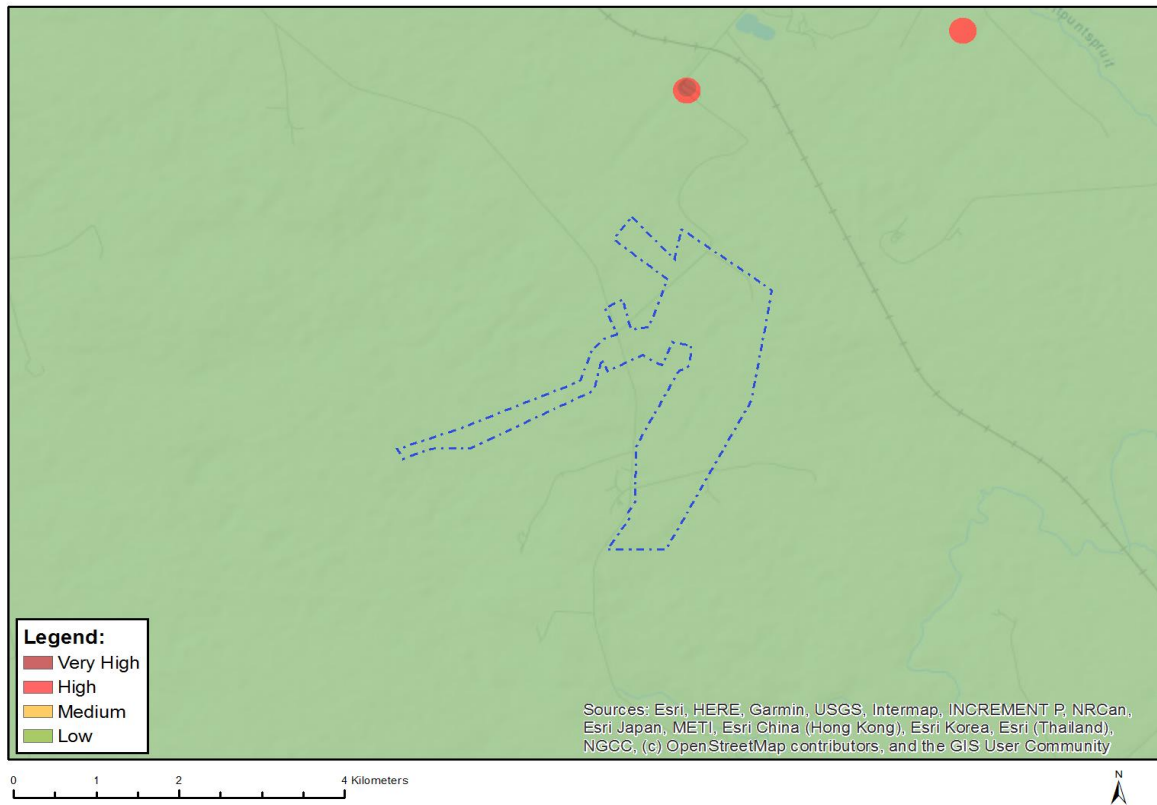 Legend:
Very High
High
Medium
Low
Sources: Esri, HERE, Garmin, USGS, Intermap, INCREMENT P, NRCan,
Esri Japan, METI, Esri China (Hong Kong), Esri Korea, Esri (Thailand),
NGCC, (c) OpenStreetMap contributors, and the GIS User Community
0 1 2 4 Kilometers
N